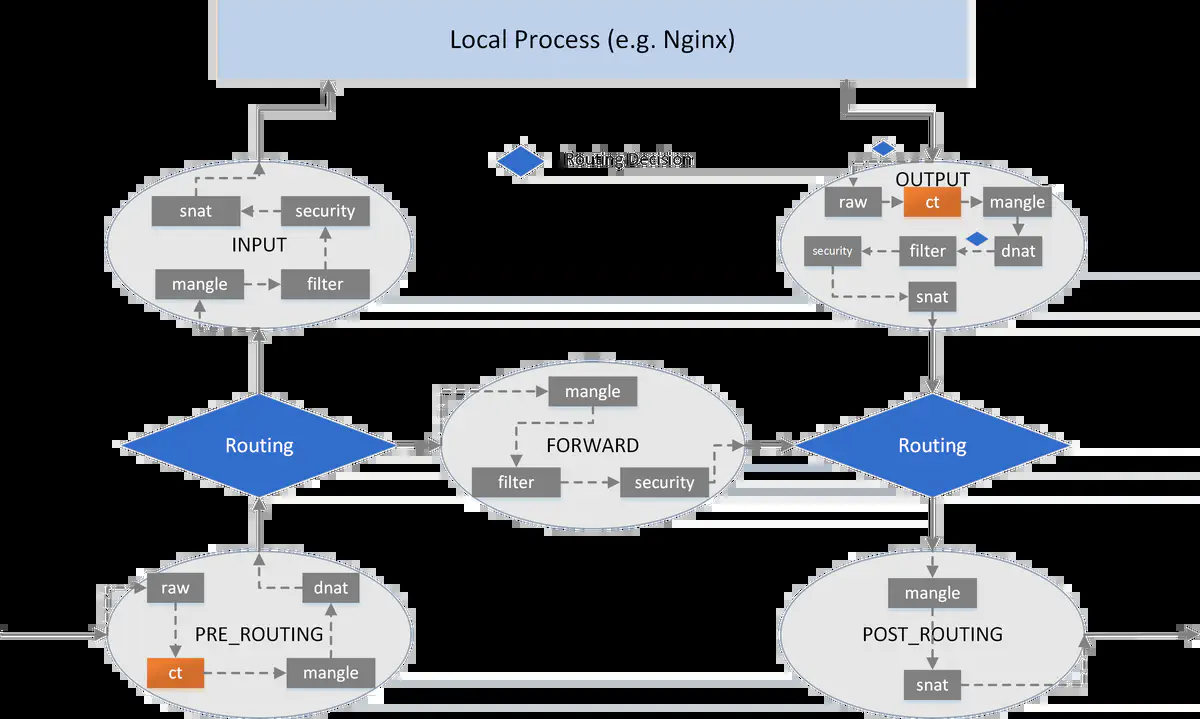 Local Process (e.g. Nginx)
Routing Decision
snat
security
INPUT
mangle
filter
OUTPUT
raw
ct
mangle
security
filter
dnat
snat
Routing
mangle
FORWARD
filter
security
Routing
raw
dnat
PRE_ROUTING
ct
mangle
mangle
POST_ROUTING
snat